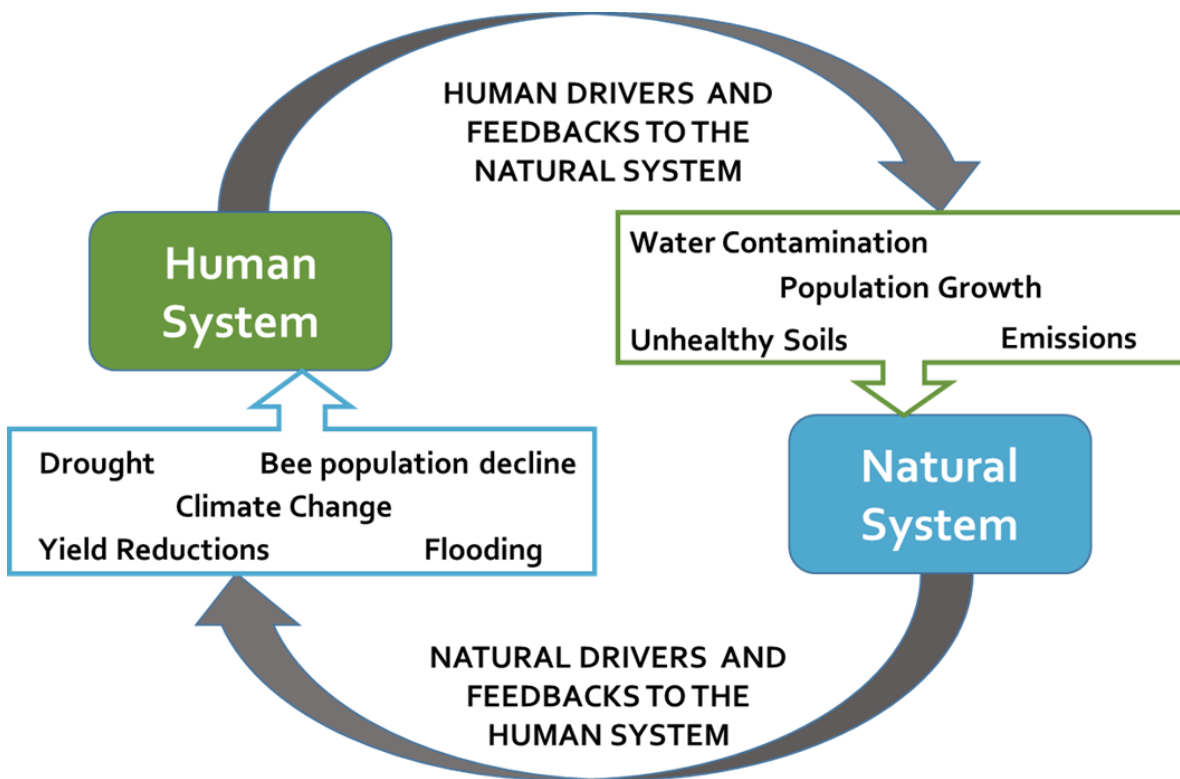 HUMAN DRIVERS AND
FEEDBACKS TO THE
NATURAL SYSTEM
Human
System
Water Contamination
Population Growth
Unhealthy Soils
Emissions
Drought
Bee population decline
Climate Change
Yield Reductions
Flooding
Natural
System
NATURAL DRIVERS AND
FEEDBACKS TO THE
HUMAN SYSTEM